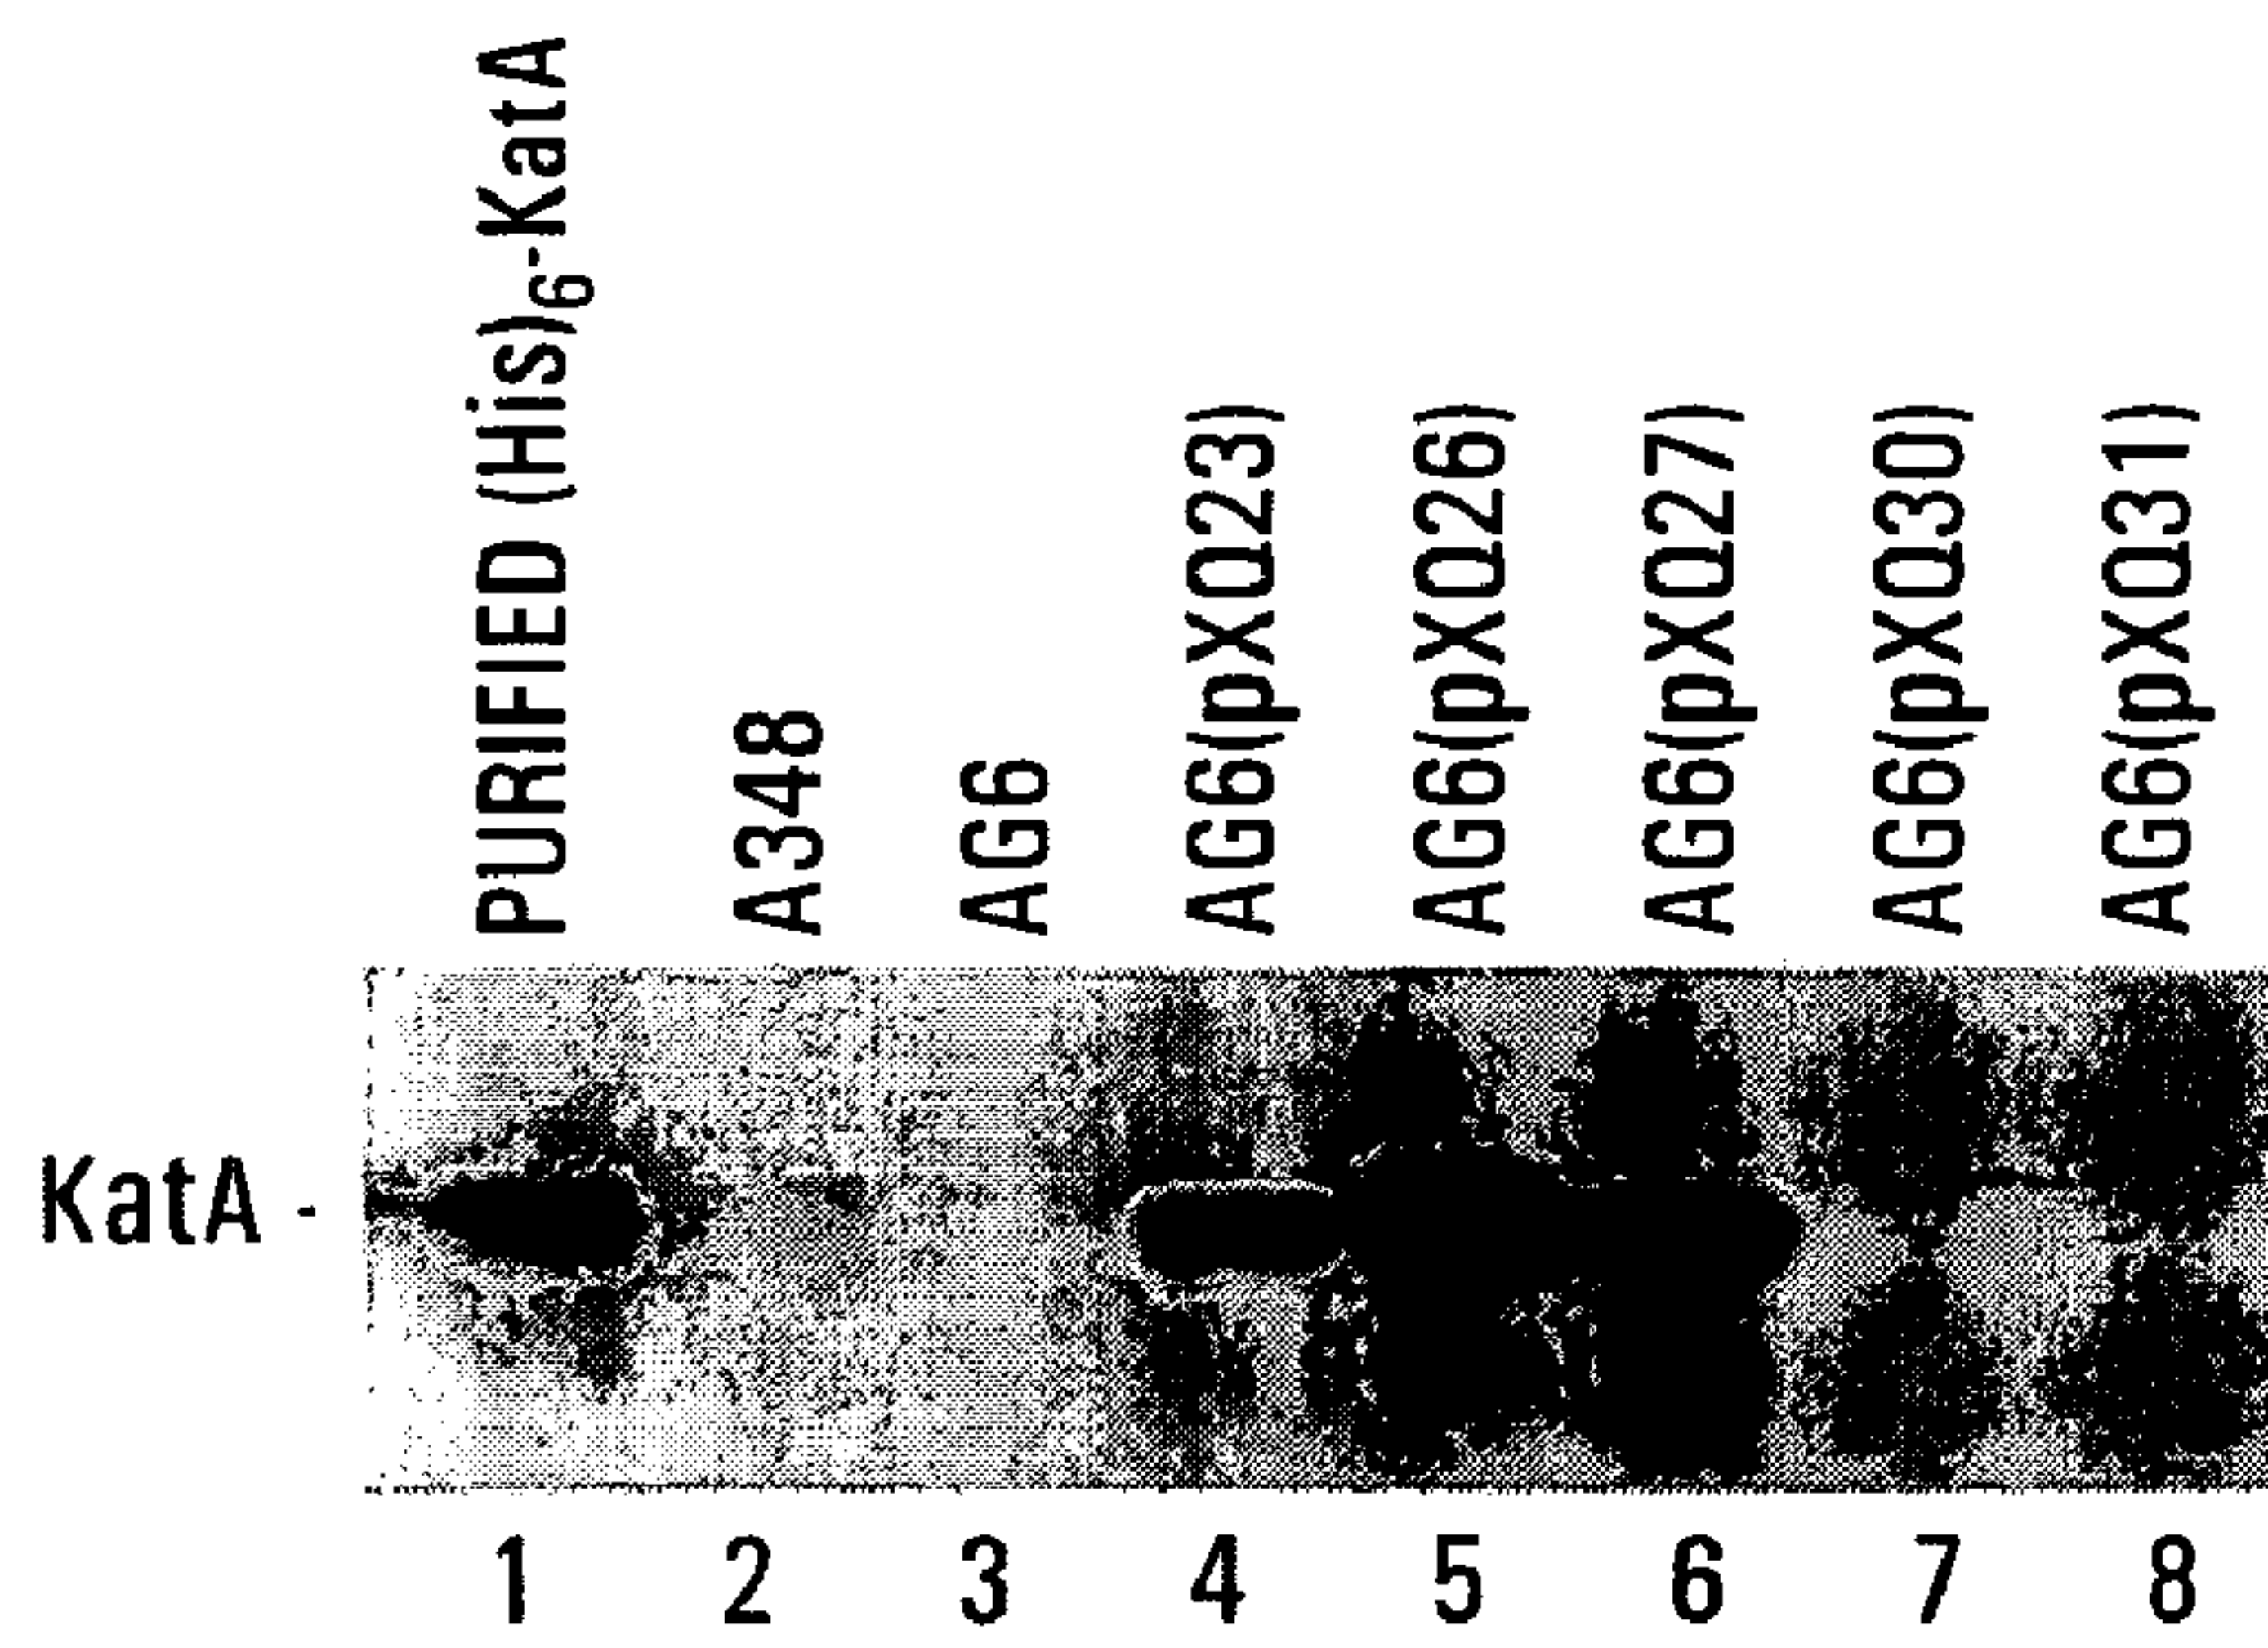 PURIFIED (His)6-KatA
A348
AG6
AG6(pXQ23)
AG6(pXQ26)
AG6(pXQ27)
AG6(pXQ30)
AG6(pXQ31)
KatA -
1 2 3 4 5 6 7 8